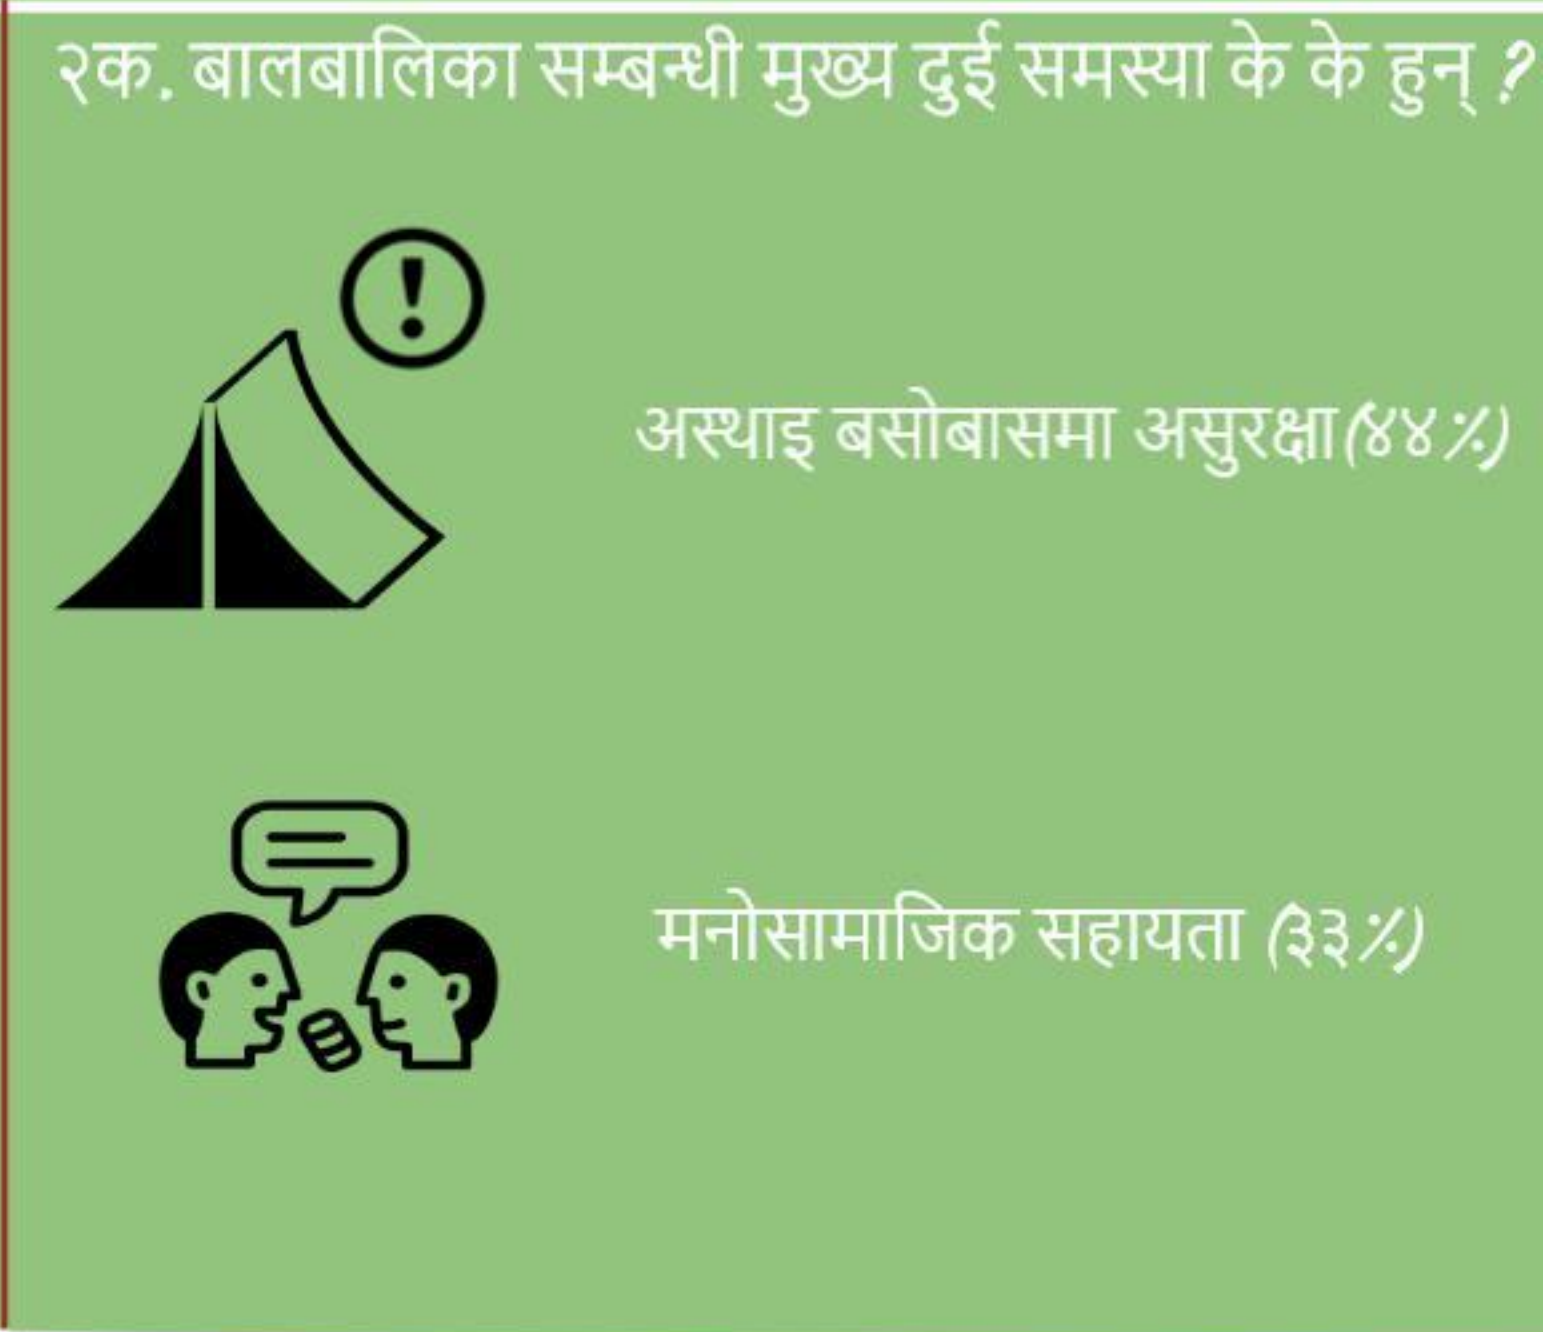 २क. बालबालिका सम्बन्धी मुख्य दुई समस्या के के हुन् ?
अस्थाइ बसोबासमा असुरक्षा(४४%)
मनोसामाजिक सहायता (३३%)